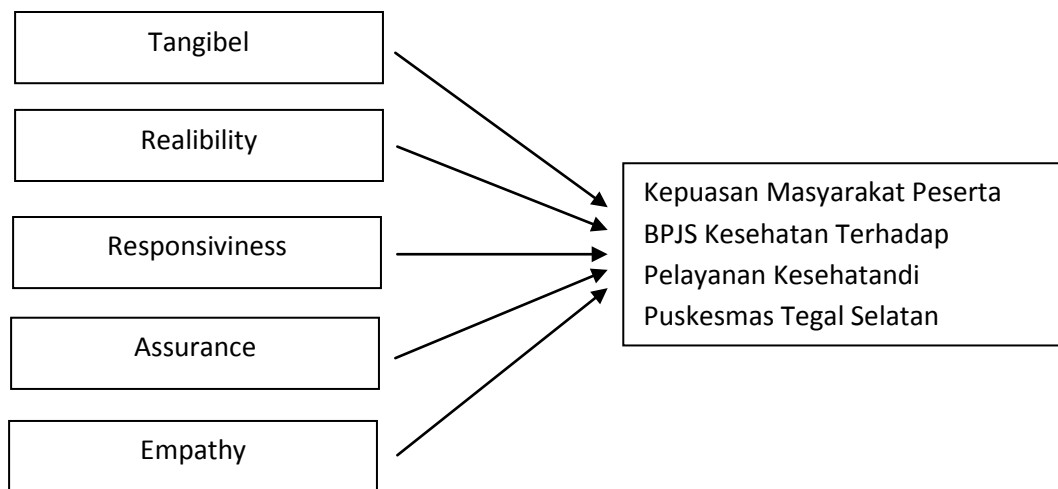 Tangibel
Realibility
Responsiviness
Assurance
Empathy
Kepuasan Masyarakat Peserta
BPJS Kesehatan Terhadap
Pelayanan Kesehatandi
Puskesmas Tegal Selatan